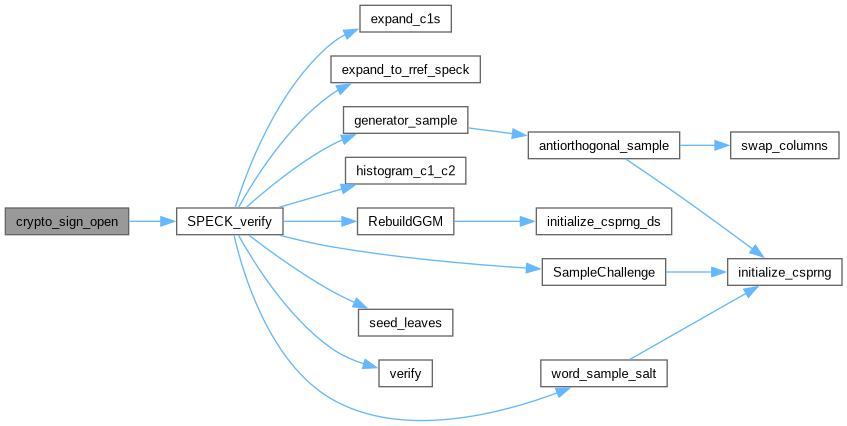 expand_c1s
expand_to_rref_speck
generator_sample
antiorthogonal_sample
swap_columns
histogram_c1_c2
crypto_sign_open
SPECK_verify
RebuildGGM
initialize_csprng_ds
SampleChallenge
initialize_csprng
seed_leaves
verify
word_sample_salt